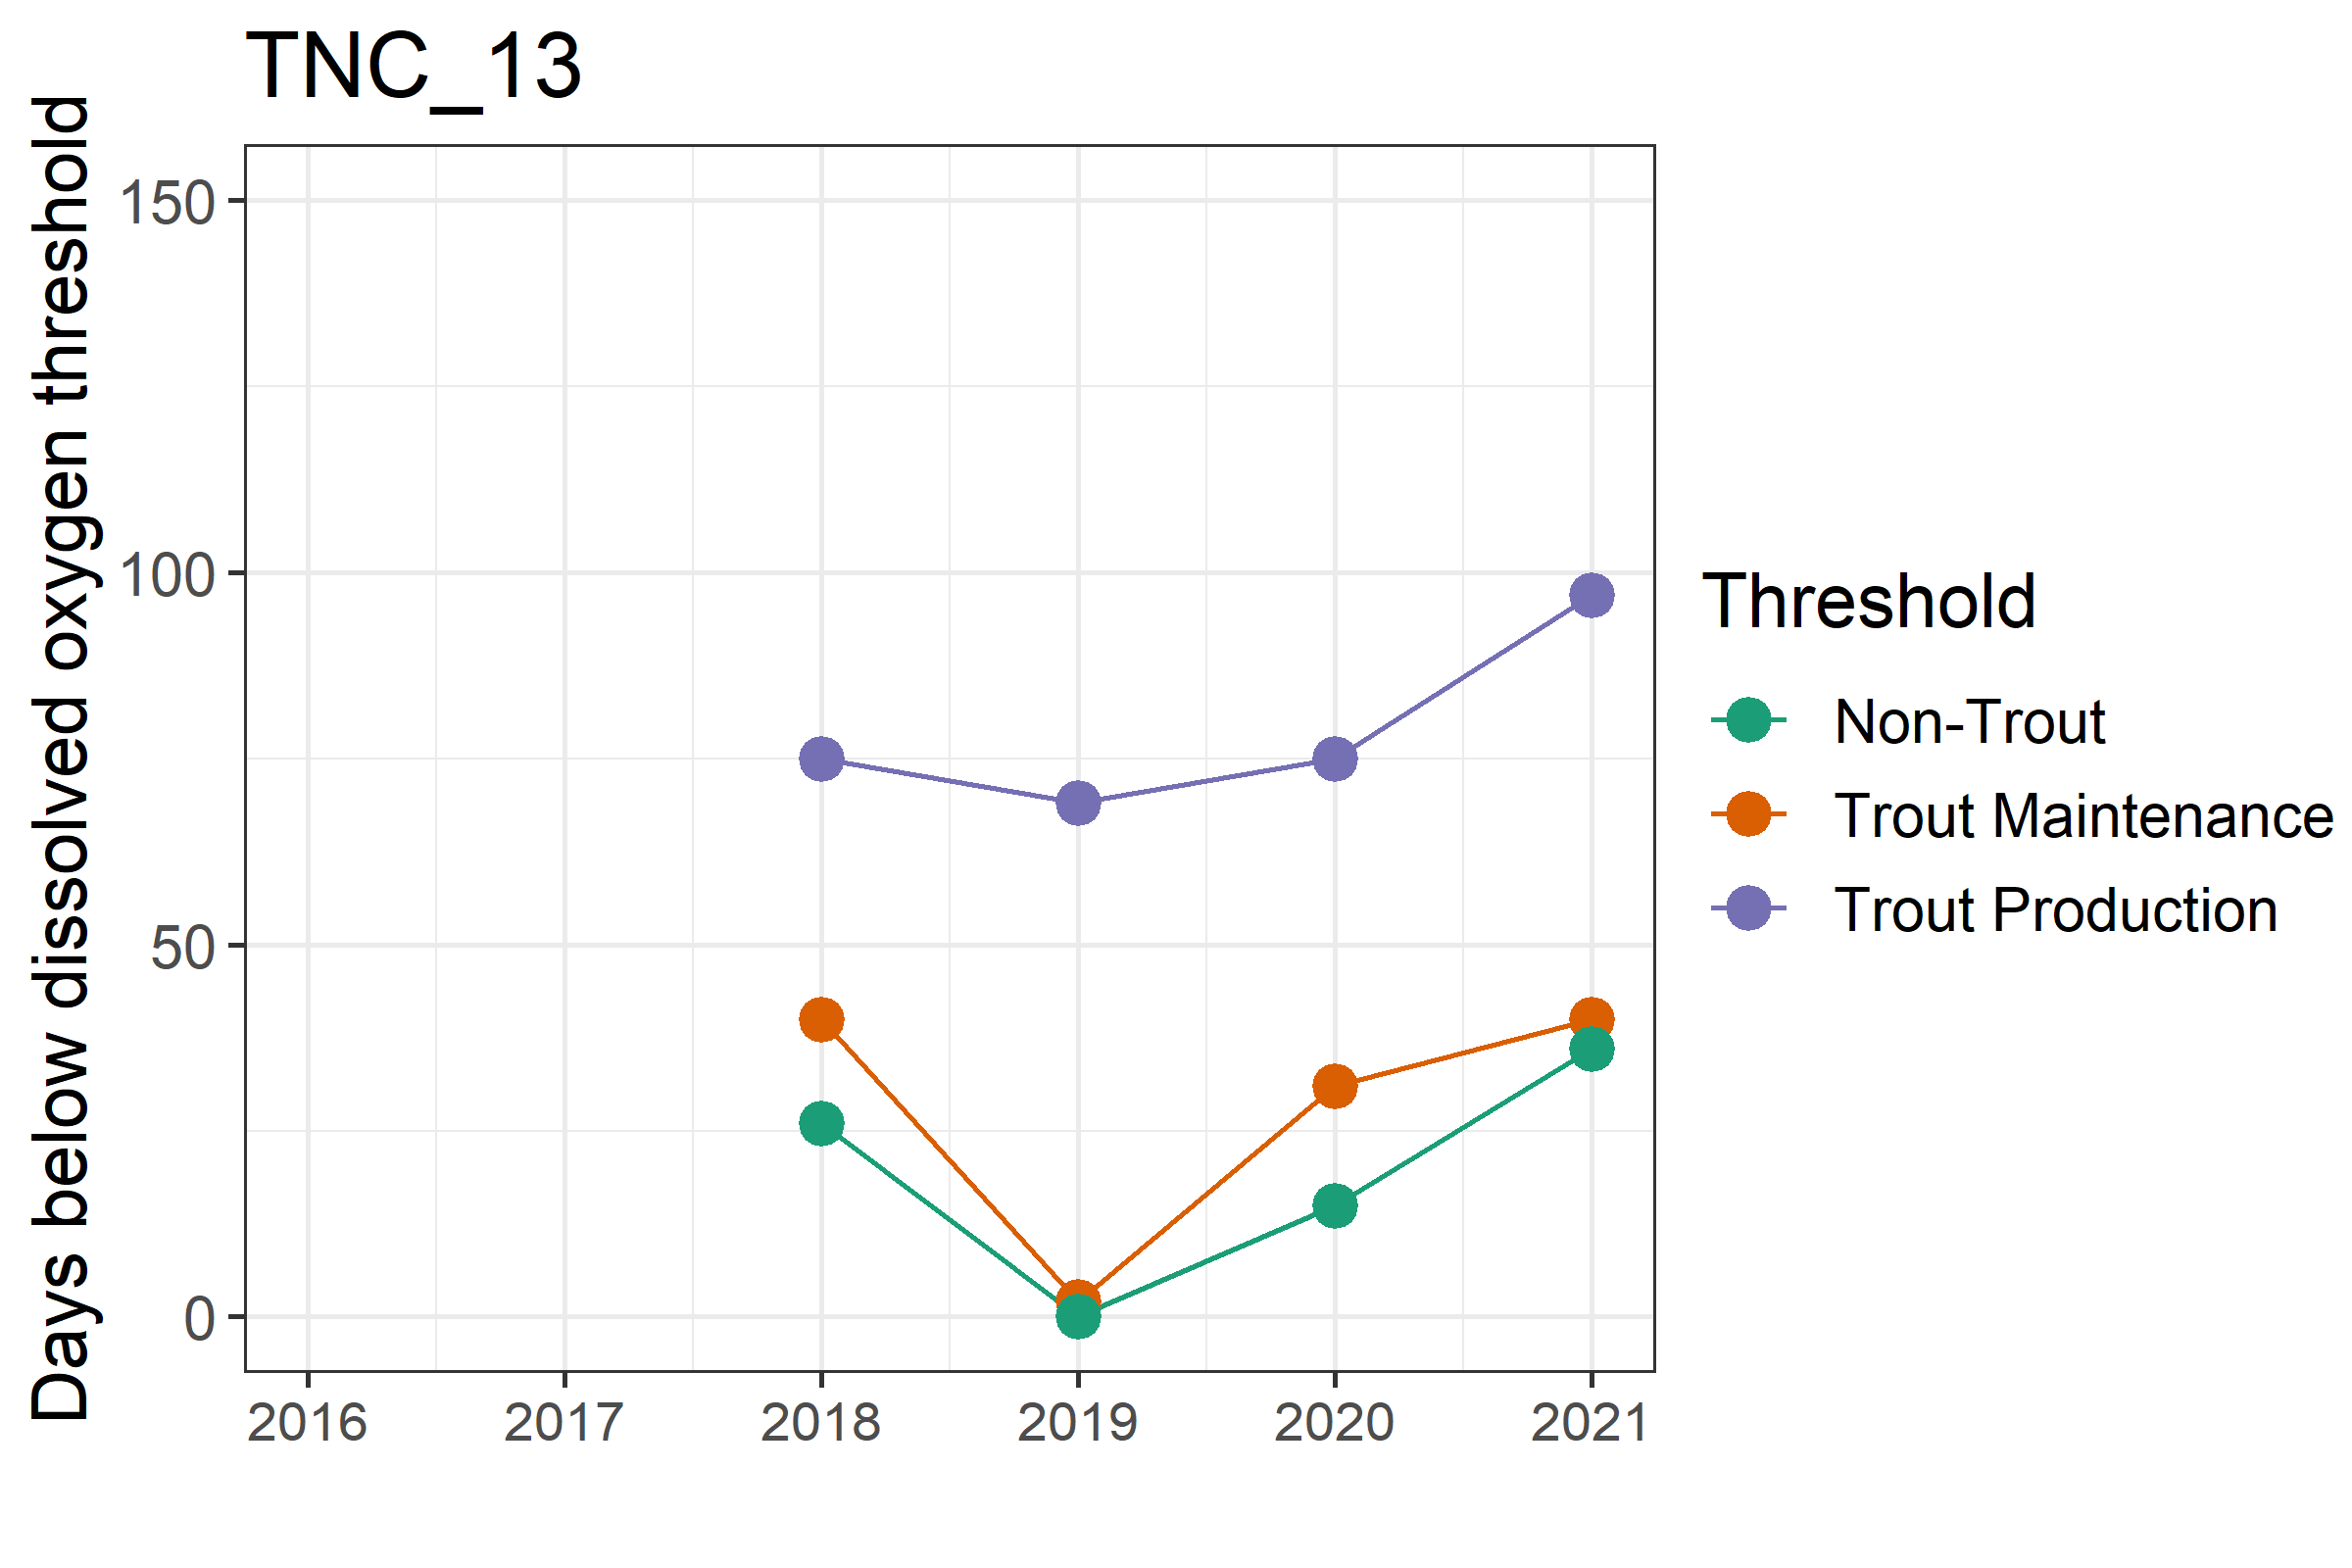 TNC_13
Days below dissolved oxygen threshold
150
100
50
0
2016 2017 2018 2019 2020 2021
Threshold
Non-Trout
Trout Maintenance
Trout Production